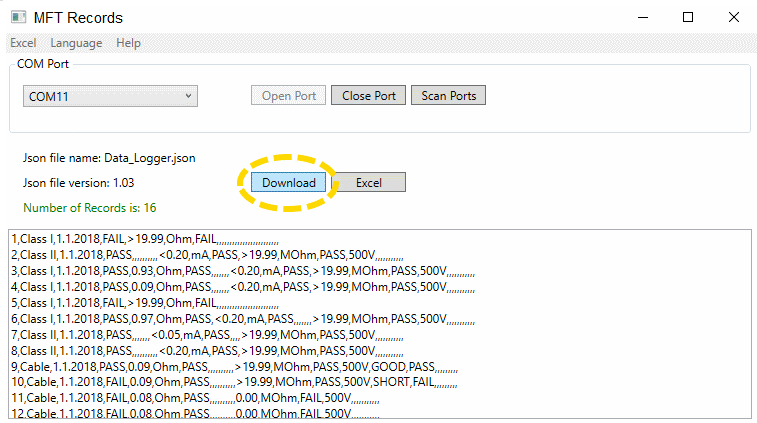 MFT Records
Excel Language Help
COM Port
COM11 Open Port Close Port Scan Ports
Json file name: Data_Logger.json
Json file version: 1.03 Download Excel
Number of Records is: 16
1,Class I,1.1.2018,FAIL,>19.99,Ohm,FAIL,,,,,,,,,,,,,,,,,,,,,,
2,Class II,1.1.2018,PASS,,,,,,,,,<0.20,mA,PASS,>19.99,MOhm,PASS,500V,,,,,,,,,,
3,Class I,1.1.2018,PASS,0.93,Ohm,PASS,,,,,,,<0.20,mA,PASS,>19.99,MOhm,PASS,500V,,,,,,,,,,
4,Class I,1.1.2018,PASS,0.09,Ohm,PASS,,,,,,,<0.20,mA,PASS,>19.99,MOhm,PASS,500V,,,,,,,,,,
5,Class I,1.1.2018,FAIL,>19.99,Ohm,FAIL,,,,,,,,,,,,,,,,,,,,,,
6,Class I,1.1.2018,PASS,0.97,Ohm,PASS,<0.20,mA,PASS,,,,,,,>19.99,MOhm,PASS,500V,,,,,,,,,,
7,Class II,1.1.2018,PASS,,,,,,<0.05,mA,PASS,,,,>19.99,MOhm,PASS,500V,,,,,,,,,,
8,Class II,1.1.2018,PASS,,,,,,,,,<0.20,mA,PASS,>19.99,MOhm,PASS,500V,,,,,,,,,,
9,Cable,1.1.2018,PASS,0.09,Ohm,PASS,,,,,,,,,,>19.99,MOhm,PASS,500V,GOOD,PASS,,,,,,,,
10,Cable,1.1.2018,FAIL,0.09,Ohm,PASS,,,,,,,,,,>19.99,MOhm,PASS,500V,SHORT,FAIL,,,,,,,,
11,Cable,1.1.2018,FAIL,0.08,Ohm,PASS,,,,,,,,,,0.00,MOhm,FAIL,500V,,,,,,,,,,
12,Cable,1.1.2018,FAIL,0.08,Ohm,PASS,,,,,,,,,,0.00,MOhm,FAIL,500V,,,,,,,,,,